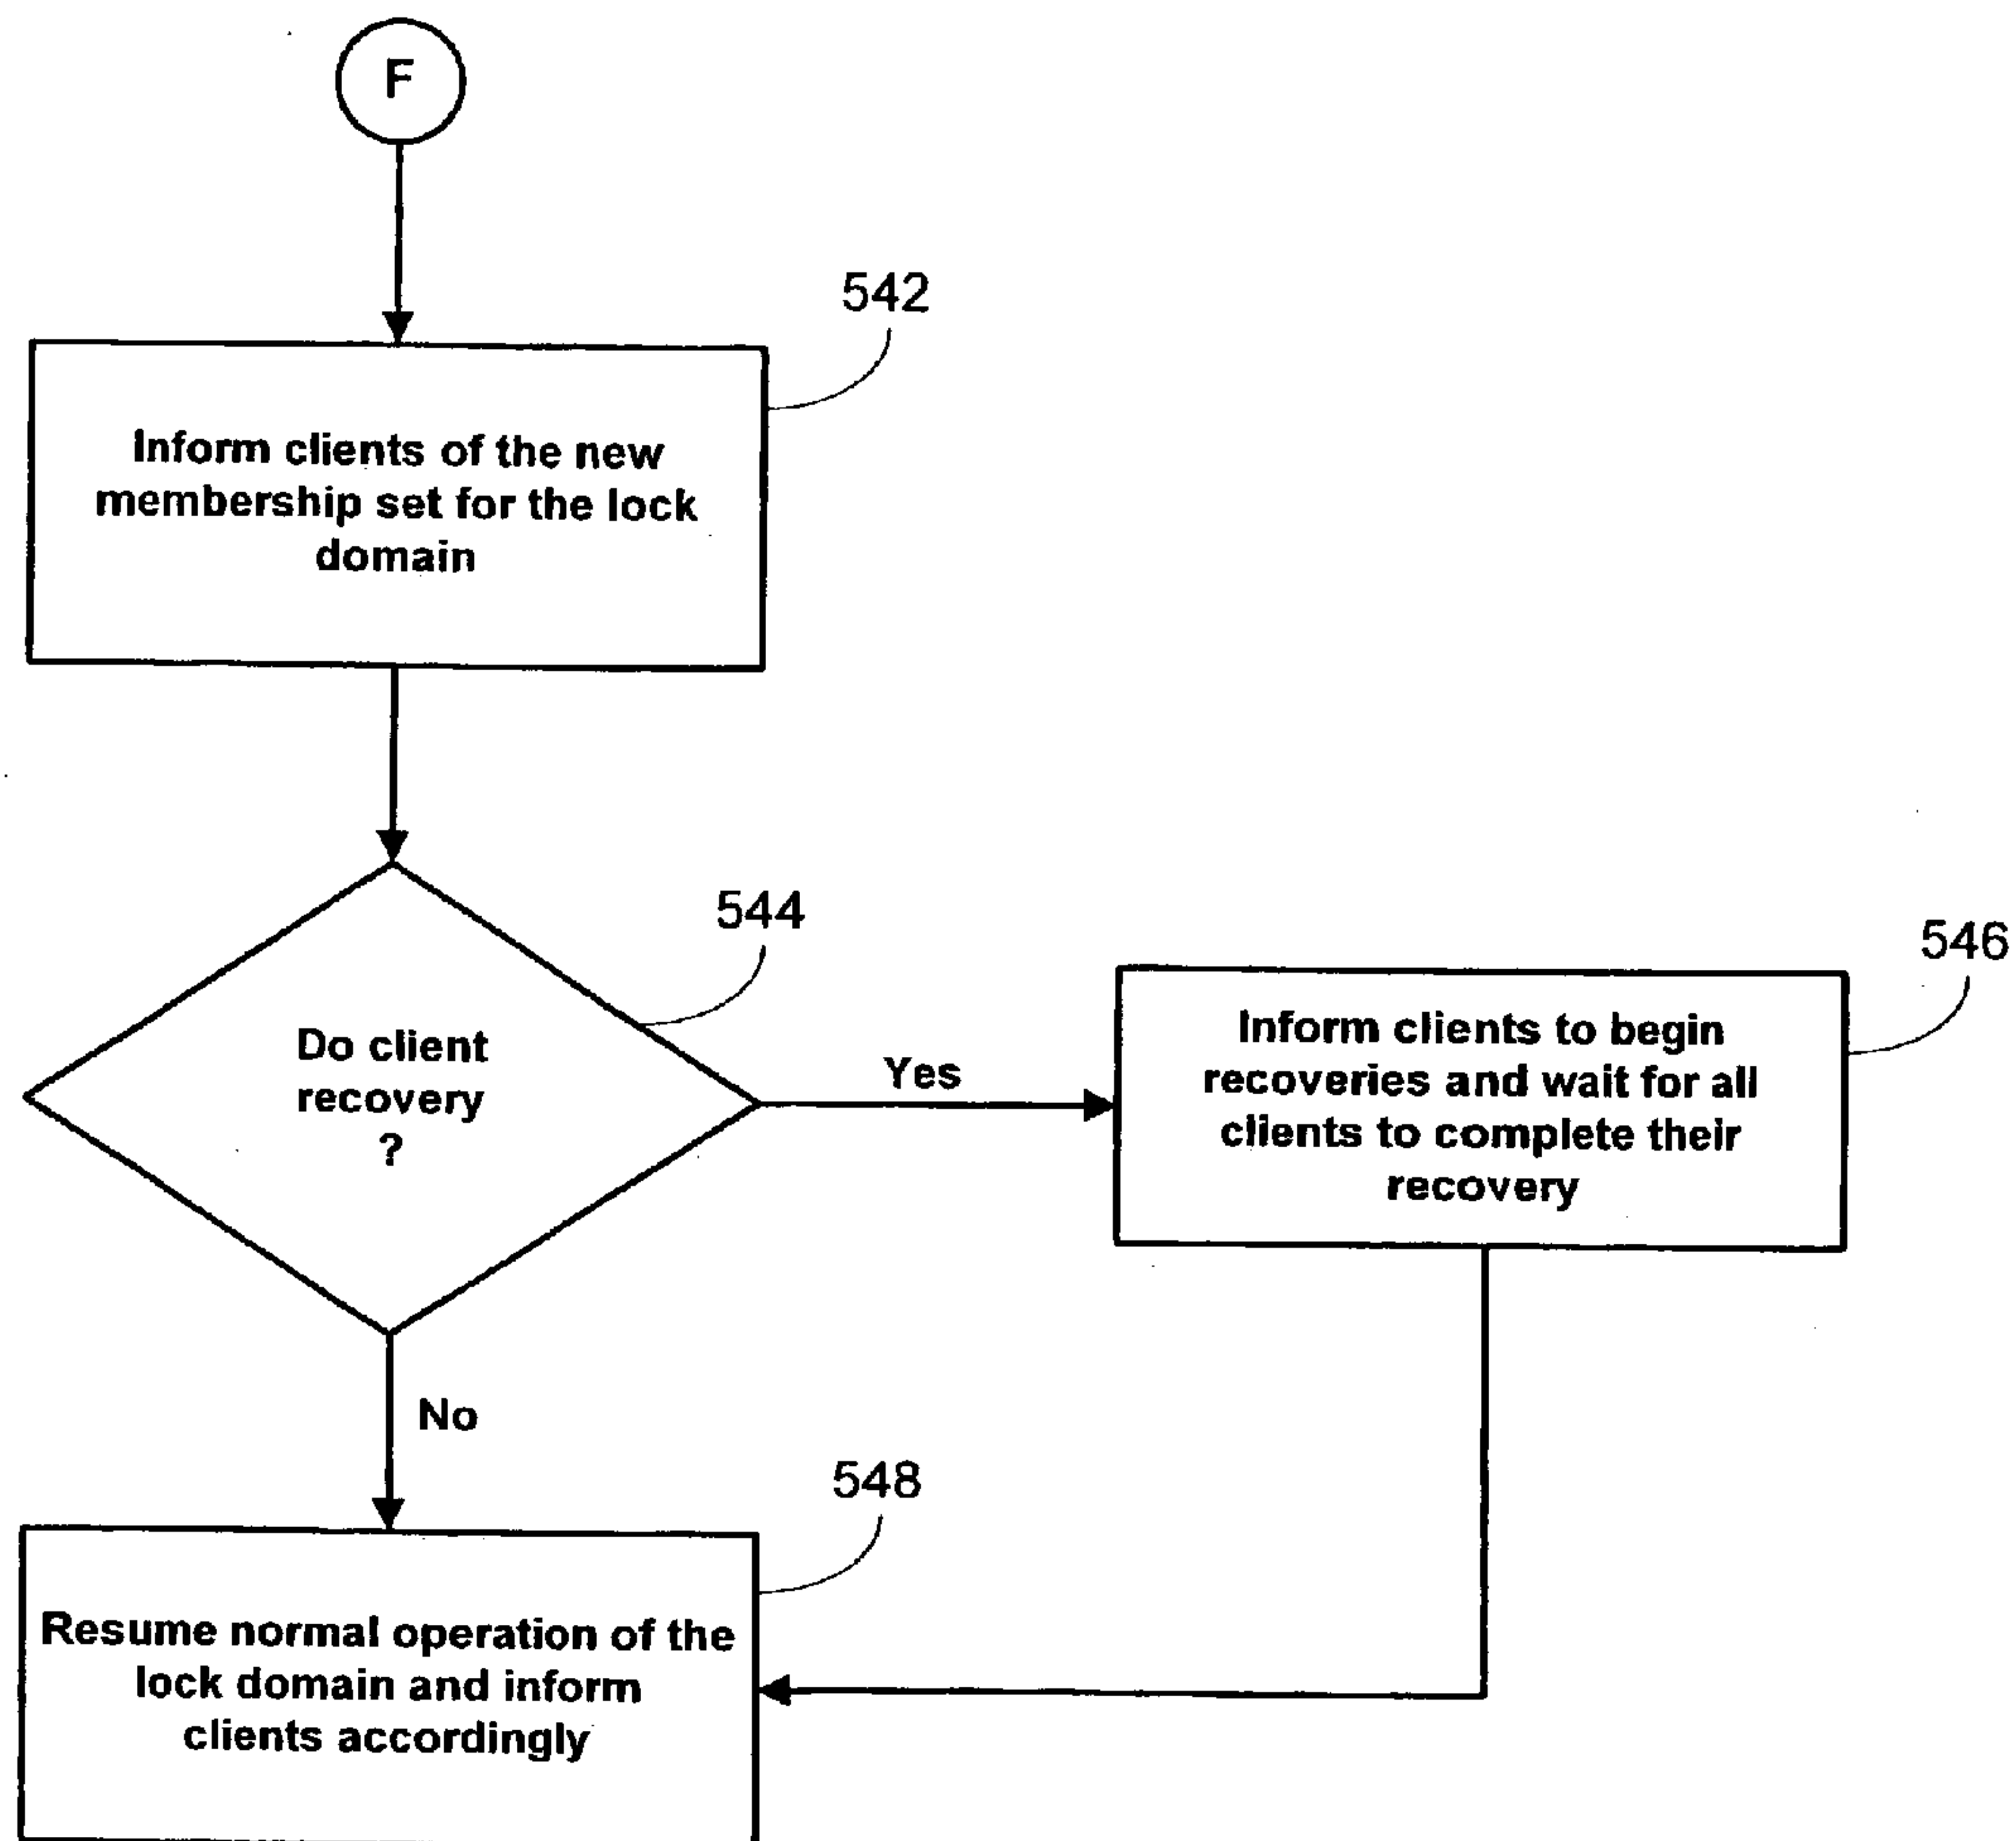 F
542
Inform clients of the new
membership set for the lock
domain
544
Do client
recovery
?
Yes
546
Inform clients to begin
recoveries and wait for all
clients to complete their
recovery
No
548
Resume normal operation of the
lock domain and inform
clients accordingly